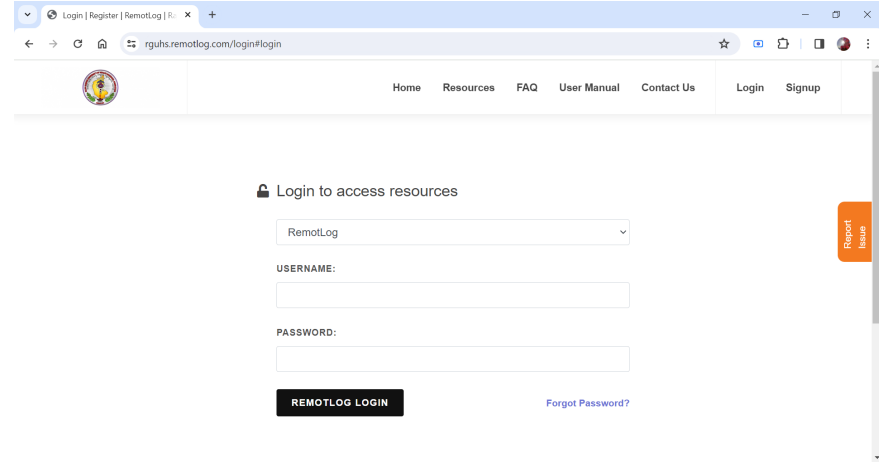 Login | Register | RemotLog | R
rguhs.remotlog.com/login#login
Home Resources FAQ User Manual Contact Us Login Signup
Login to access resources
RemotLog
USERNAME:
PASSWORD:
REMOTLOG LOGIN Forgot Password?
Report
Issue